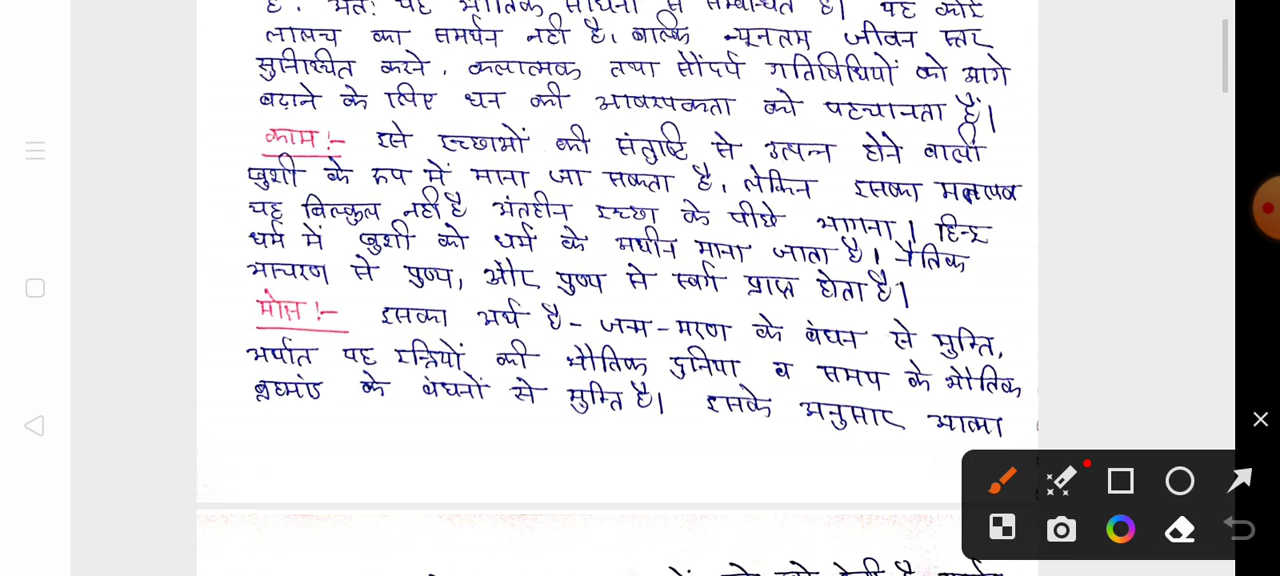 है। अतः यह भौतिक साधनों से सम्बन्धित है। यह कोई
लालच का समर्थन नहीं है। बल्कि न्यूनतम जीवन स्तर
सुनिश्चित करने, कलात्मक तथा सौंदर्य गतिविधियों को आगे
बढ़ाने के लिए धन की आवश्यकता को पहचानता हैं।
काम :- इसे इच्छाओं की संतुष्टि से उत्पन्न होने वाली
खुशी के रूप में माना जा सकता है, लेकिन इसका मतलब
यह बिल्कुल नहीं है अंतहीन इच्छा के पीछे भागना। हिन्दू
धर्म में खुशी को धर्म के अधीन माना जाता है। नैतिक
आचरण से पुण्य, और पुण्य से स्वर्ग प्राप्त होता है।
मोक्ष :- इसका अर्थ है - जन्म - मरण के बंधन से मुक्ति,
अर्थात यह इन्द्रियों की भौतिक दुनिया व समय के भौतिक
ब्रह्मांड के बंधनों से मुक्ति है। इसके अनुसार आत्मा